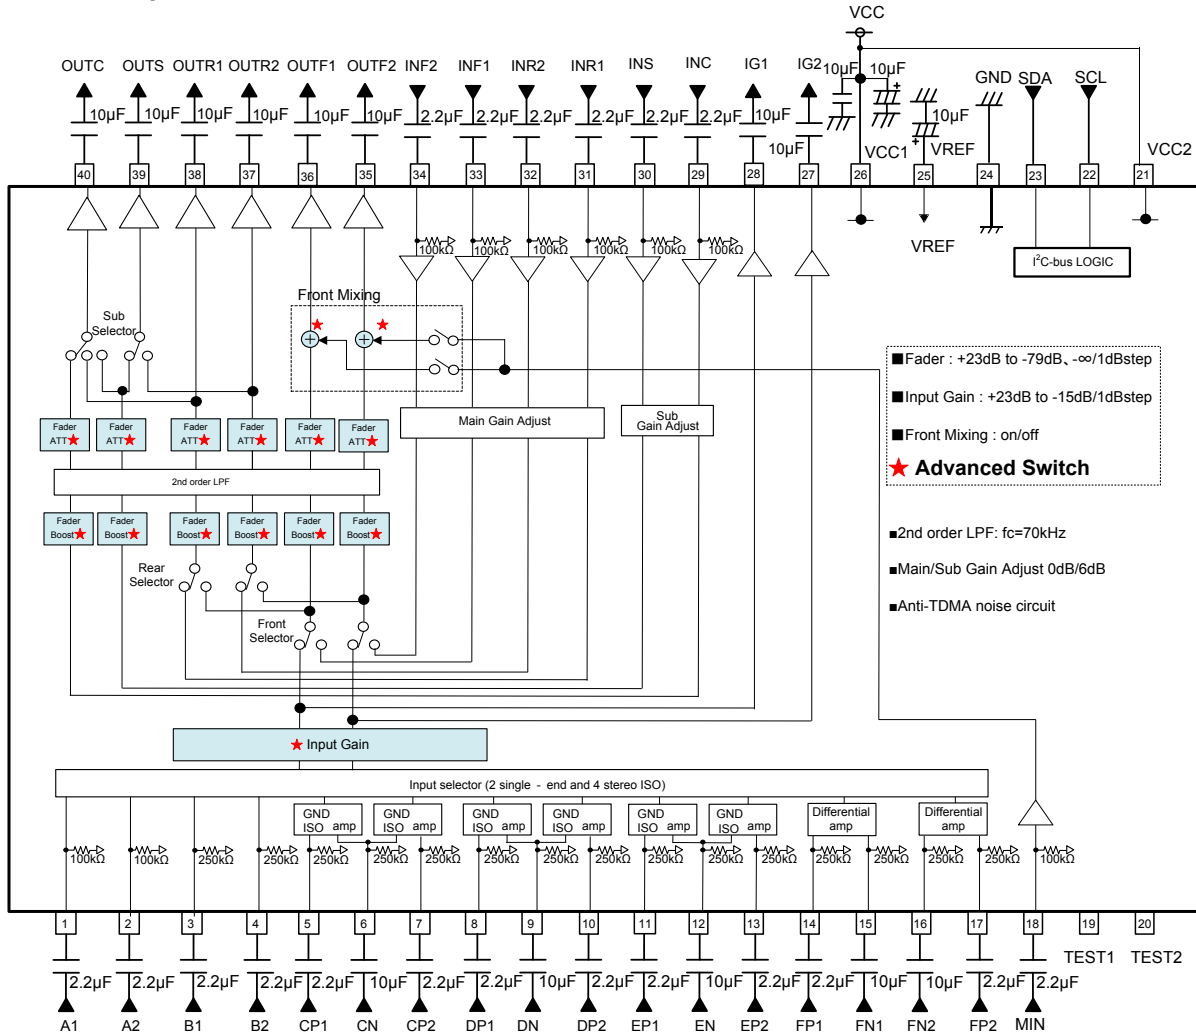 VCC
OUTC OUTS OUTR1 OUTR2 OUTF1 OUTF2 INF2 INF1 INR2 INR1 INS INC IG1 IG2 10μF 10μF GND SDA SCL
10μF 10μF 10μF 10μF 10μF 10μF 2.2μF 2.2μF 2.2μF 2.2μF 2.2μF 2.2μF 10μF 10μF + 10μF +
VCC1 VREF VCC2
40 39 38 37 36 35 34 33 32 31 30 29 28 27 26 25 24 23 22 21
VREF
100kΩ 100kΩ 100kΩ 100kΩ 100kΩ 100kΩ
I²C-bus LOGIC
Front Mixing
Sub
Selector
+ +
■Fader : +23dB to -79dB、-∞/1dBstep
■Input Gain : +23dB to -15dB/1dBstep
■Front Mixing : on/off
★ Advanced Switch
Main Gain Adjust
Sub
Gain Adjust
Fader Fader Fader Fader Fader Fader
ATT★ ATT★ ATT★ ATT★ ATT★ ATT★
2nd order LPF
Fader Fader Fader Fader Fader Fader
Boost★ Boost★ Boost★ Boost★ Boost★ Boost★
■2nd order LPF: fc=70kHz
■Main/Sub Gain Adjust 0dB/6dB
■Anti-TDMA noise circuit
Rear
Selector
Front
Selector
★ Input Gain
Input selector (2 single - end and 4 stereo ISO)
GND GND GND GND GND GND Differential Differential
ISO amp ISO amp ISO amp ISO amp ISO amp ISO amp amp amp
100kΩ 100kΩ 250kΩ 250kΩ 250kΩ 250kΩ 250kΩ 250kΩ 250kΩ 250kΩ 250kΩ 250kΩ 250kΩ 250kΩ 250kΩ 250kΩ 250kΩ 100kΩ
1 2 3 4 5 6 7 8 9 10 11 12 13 14 15 16 17 18 19 20
TEST1 TEST2
2.2μF 2.2μF 2.2μF 2.2μF 2.2μF 10μF 2.2μF 2.2μF 10μF 2.2μF 2.2μF 10μF 2.2μF 2.2μF 10μF 10μF 2.2μF 2.2μF
A1 A2 B1 B2 CP1 CN CP2 DP1 DN DP2 EP1 EN EP2 FP1 FN1 FN2 FP2 MIN